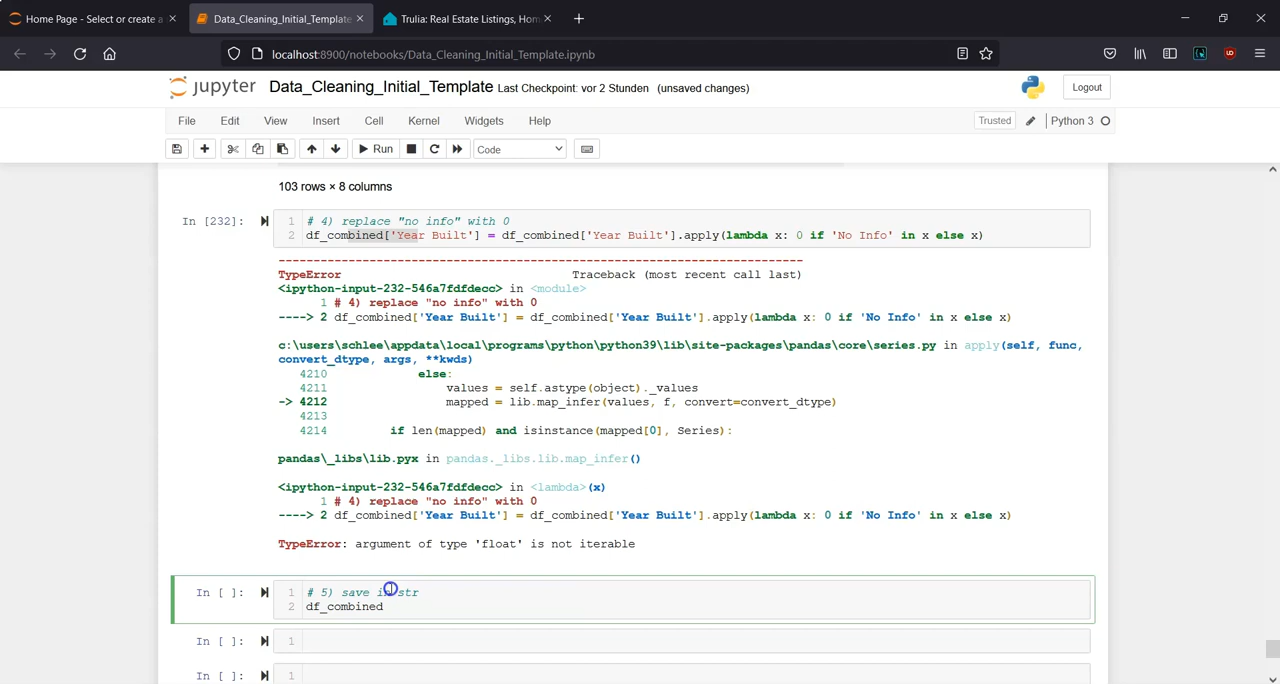 Home Page - Select or create a
Data_Cleaning_Initial_Template
Trulia: Real Estate Listings, Hom
localhost:8900/notebooks/Data_Cleaning_Initial_Template.ipynb
jupyter Data_Cleaning_Initial_Template Last Checkpoint: vor 2 Stunden (unsaved changes)
Logout
File Edit View Insert Cell Kernel Widgets Help
Trusted Python 3
Run Code
103 rows × 8 columns
In [232]: 1 # 4) replace "no info" with 0
2 df_combined['Year Built'] = df_combined['Year Built'].apply(lambda x: 0 if 'No Info' in x else x)
---------------------------------------------------------------------------
TypeError Traceback (most recent call last)
<ipython-input-232-546a7fdfdecc> in <module>
1 # 4) replace "no info" with 0
----> 2 df_combined['Year Built'] = df_combined['Year Built'].apply(lambda x: 0 if 'No Info' in x else x)
c:\users\schlee\appdata\local\programs\python\python39\lib\site-packages\pandas\core\series.py in apply(self, func,
convert_dtype, args, **kwds)
4210 else:
4211 values = self.astype(object)._values
-> 4212 mapped = lib.map_infer(values, f, convert=convert_dtype)
4213
4214 if len(mapped) and isinstance(mapped[0], Series):
pandas\_libs\lib.pyx in pandas._libs.lib.map_infer()
<ipython-input-232-546a7fdfdecc> in <lambda>(x)
1 # 4) replace "no info" with 0
----> 2 df_combined['Year Built'] = df_combined['Year Built'].apply(lambda x: 0 if 'No Info' in x else x)
TypeError: argument of type 'float' is not iterable
In [ ]: 1 # 5) save in str
2 df_combined
In [ ]: 1
In [ ]: 1